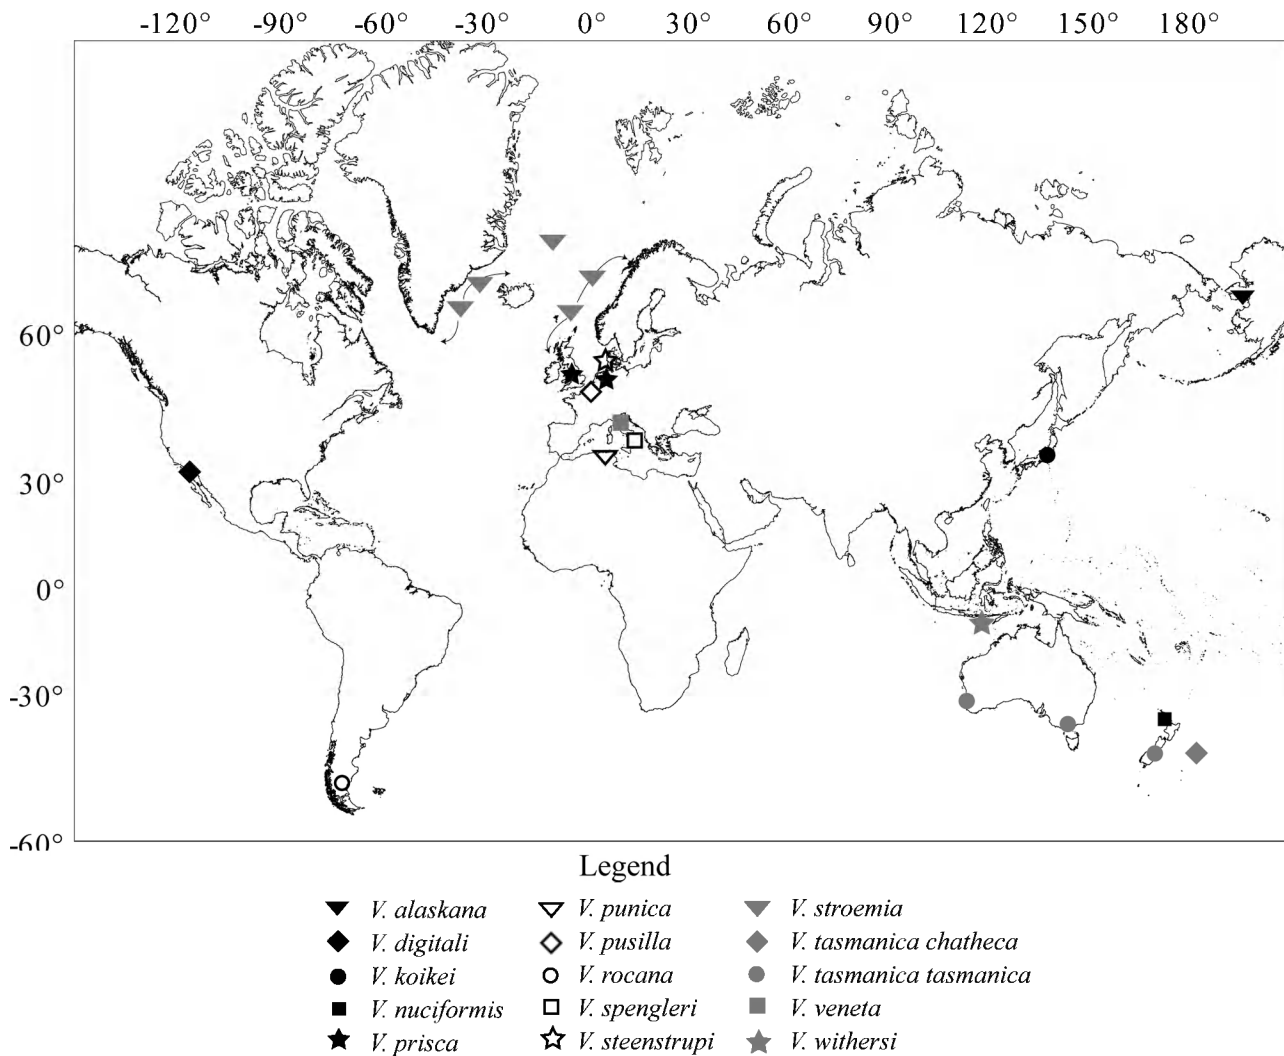 -120° -90° -60° -30° 0° 30° 60° 90° 120° 150° 180°
60°
30°
0°
-30°
-60°
Legend
V. alaskana V. punica V. stroemia
V. digitali V. pusilla V. tasmanica chatheca
V. koikei V. rocana V. tasmanica tasmanica
V. nuciformis V. spengleri V. veneta
V. prisca V. steenstrupi V. withersi